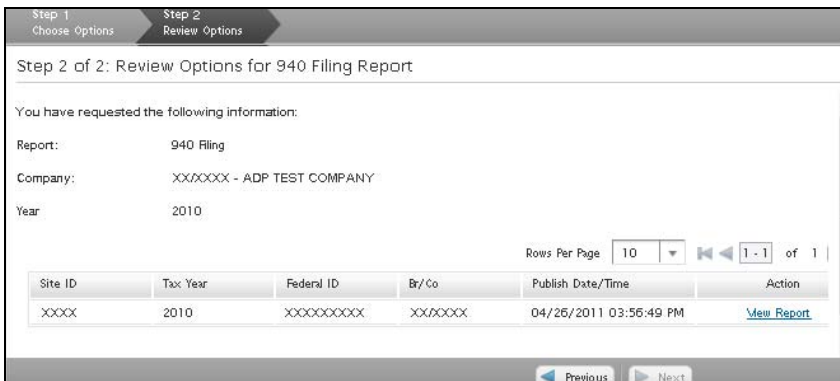 Step 1
Choose Options
Step 2
Review Options
Step 2 of 2: Review Options for 940 Filing Report
You have requested the following information:
Report: 940 Filing
Company: XX/XXXX - ADP TEST COMPANY
Year 2010
Rows Per Page 10 1 - 1 of 1
Site ID Tax Year Federal ID Br/Co Publish Date/Time Action
XXXX 2010 XXXXXXXXX XX/XXXX 04/26/2011 03:56:49 PM View Report
Previous Next